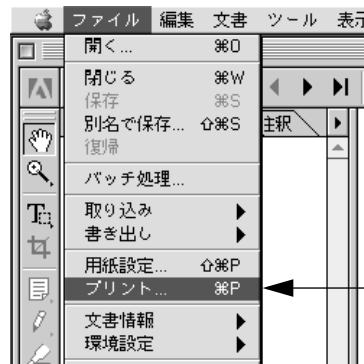 ファイル 編集 文書 ツール 表示
開く... ⌘O
閉じる ⌘W
保存 ⌘S
別名で保存... ⇧⌘S
復帰
バッチ処理...
取り込み
書き出し
用紙設定... ⇧⌘P
プリント... ⌘P
文書情報
環境設定
注釈